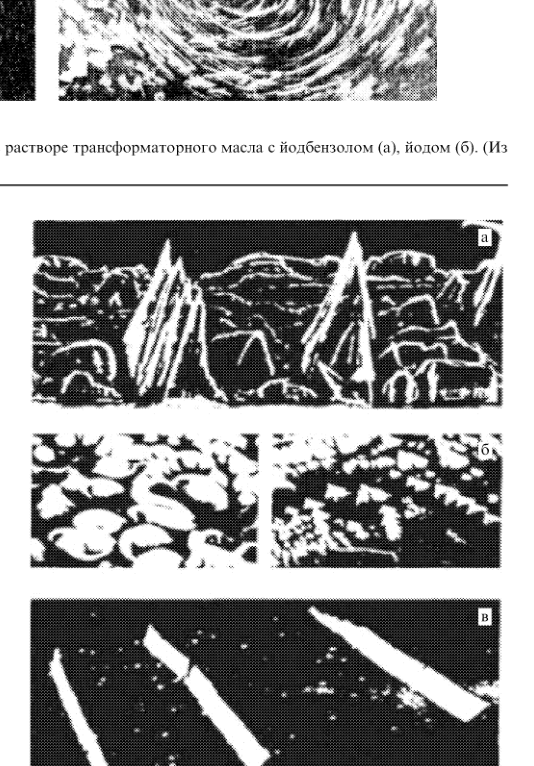 растворе трансформаторного масла с йодбензолом (а), йодом (б). (Из
а
б
в